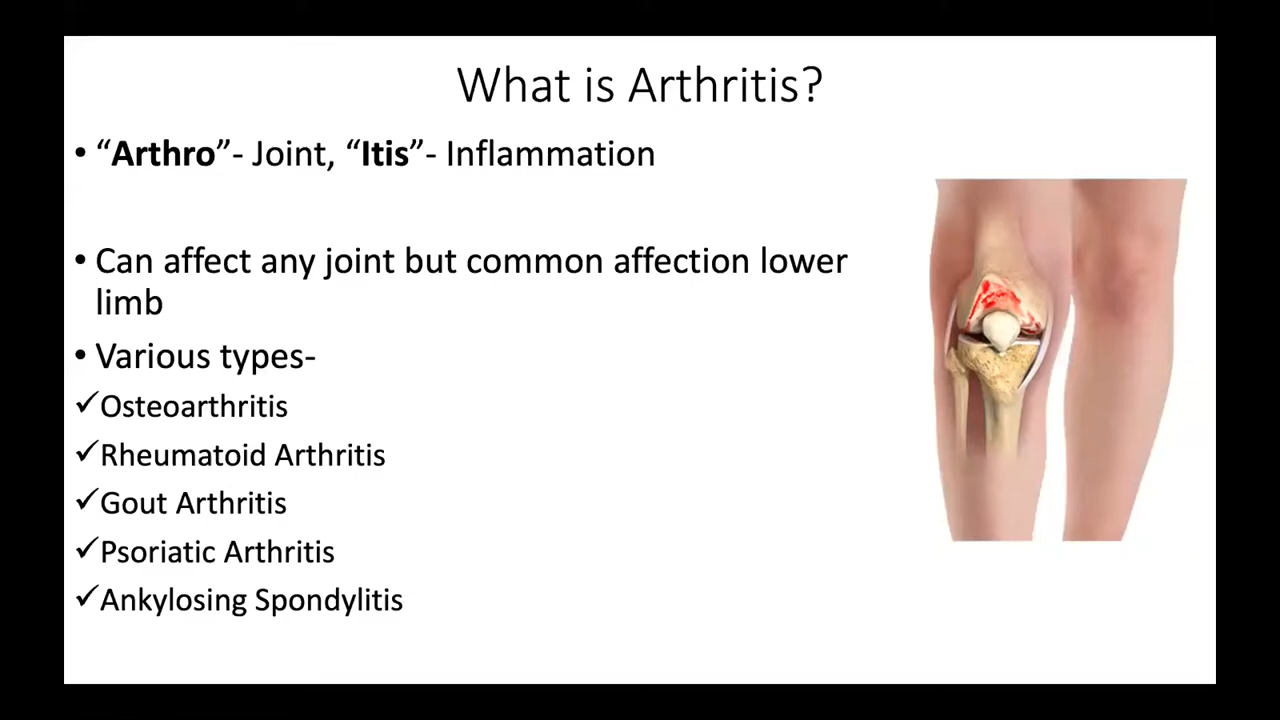 What is Arthritis?
• “Arthro”- Joint, “Itis”- Inflammation
• Can affect any joint but common affection lower
limb
• Various types-
✓Osteoarthritis
✓Rheumatoid Arthritis
✓Gout Arthritis
✓Psoriatic Arthritis
✓Ankylosing Spondylitis